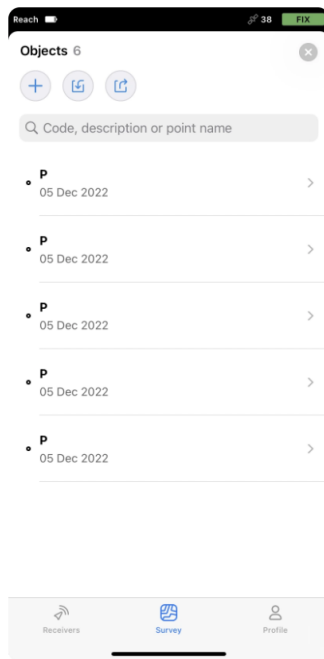 Reach 38 FIX
Objects 6
Code, description or point name
P
05 Dec 2022
P
05 Dec 2022
P
05 Dec 2022
P
05 Dec 2022
P
05 Dec 2022
Receivers Survey Profile